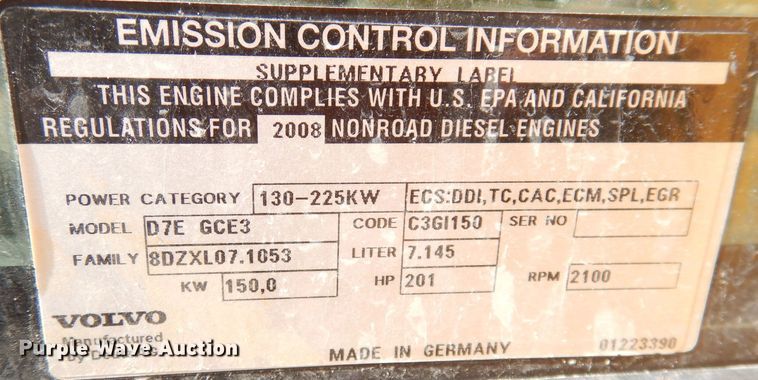 EMISSION CONTROL INFORMATION
SUPPLEMENTARY LABEL
THIS ENGINE COMPLIES WITH U.S. EPA AND CALIFORNIA
REGULATIONS FOR 2008 NONROAD DIESEL ENGINES
POWER CATEGORY 130-225KW ECS:DDI,TC,CAC,ECM,SPL,EGR
MODEL D7E GCE3 CODE C3GI150 SER NO
FAMILY 8DZXL07.1053 LITER 7.145
KW 150,0 HP 201 RPM 2100
VOLVO
Manufactured
by
Purple Wave Auction
MADE IN GERMANY 01223390